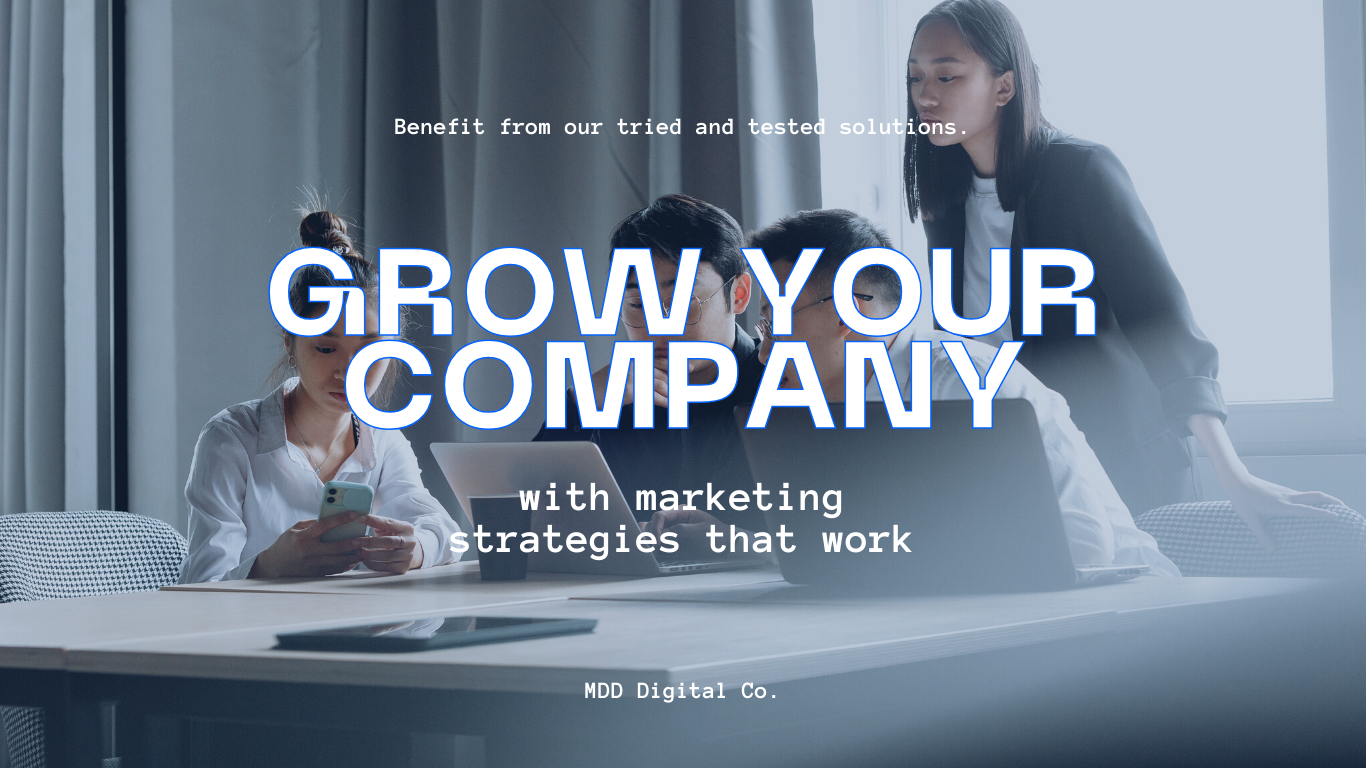 Benefit from our tried and tested solutions.
GROW YOUR
COMPANY
with marketing
strategies that work
MDD Digital Co.